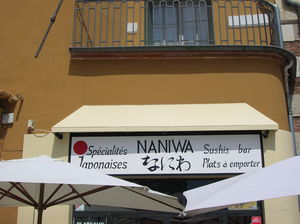 Spécialités NANIWA Sushis bar
Japonaises なにわ Plats à emporter